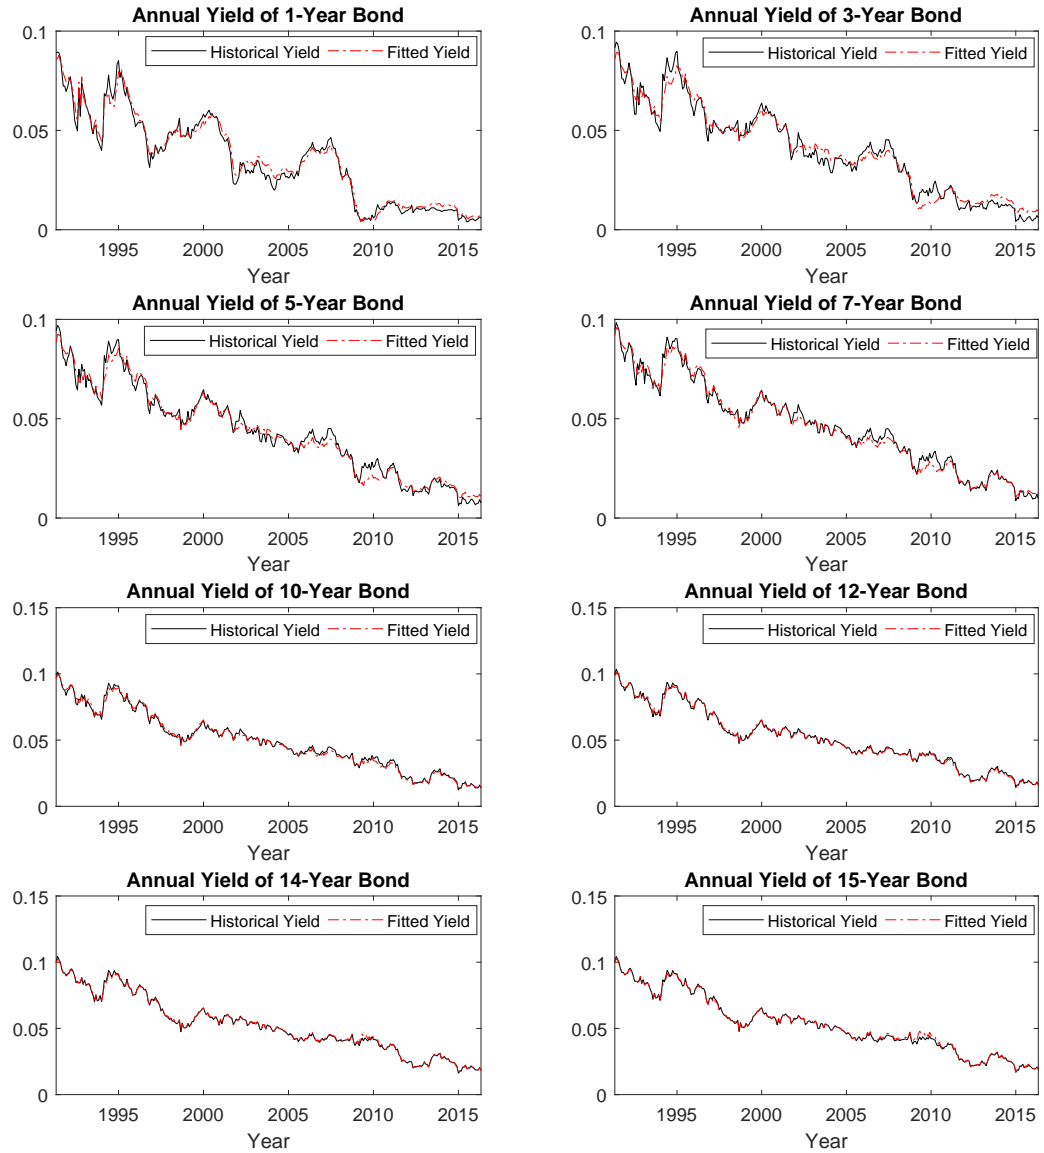 Annual Yield of 1-Year Bond
Historical Yield Fitted Yield
0.1
0.05
0
1995 2000 2005 2010 2015
Year
Annual Yield of 3-Year Bond
Historical Yield Fitted Yield
0.1
0.05
0
1995 2000 2005 2010 2015
Year
Annual Yield of 5-Year Bond
Historical Yield Fitted Yield
0.1
0.05
0
1995 2000 2005 2010 2015
Year
Annual Yield of 7-Year Bond
Historical Yield Fitted Yield
0.1
0.05
0
1995 2000 2005 2010 2015
Year
Annual Yield of 10-Year Bond
Historical Yield Fitted Yield
0.15
0.1
0.05
0
1995 2000 2005 2010 2015
Year
Annual Yield of 12-Year Bond
Historical Yield Fitted Yield
0.15
0.1
0.05
0
1995 2000 2005 2010 2015
Year
Annual Yield of 14-Year Bond
Historical Yield Fitted Yield
0.15
0.1
0.05
0
1995 2000 2005 2010 2015
Year
Annual Yield of 15-Year Bond
Historical Yield Fitted Yield
0.15
0.1
0.05
0
1995 2000 2005 2010 2015
Year